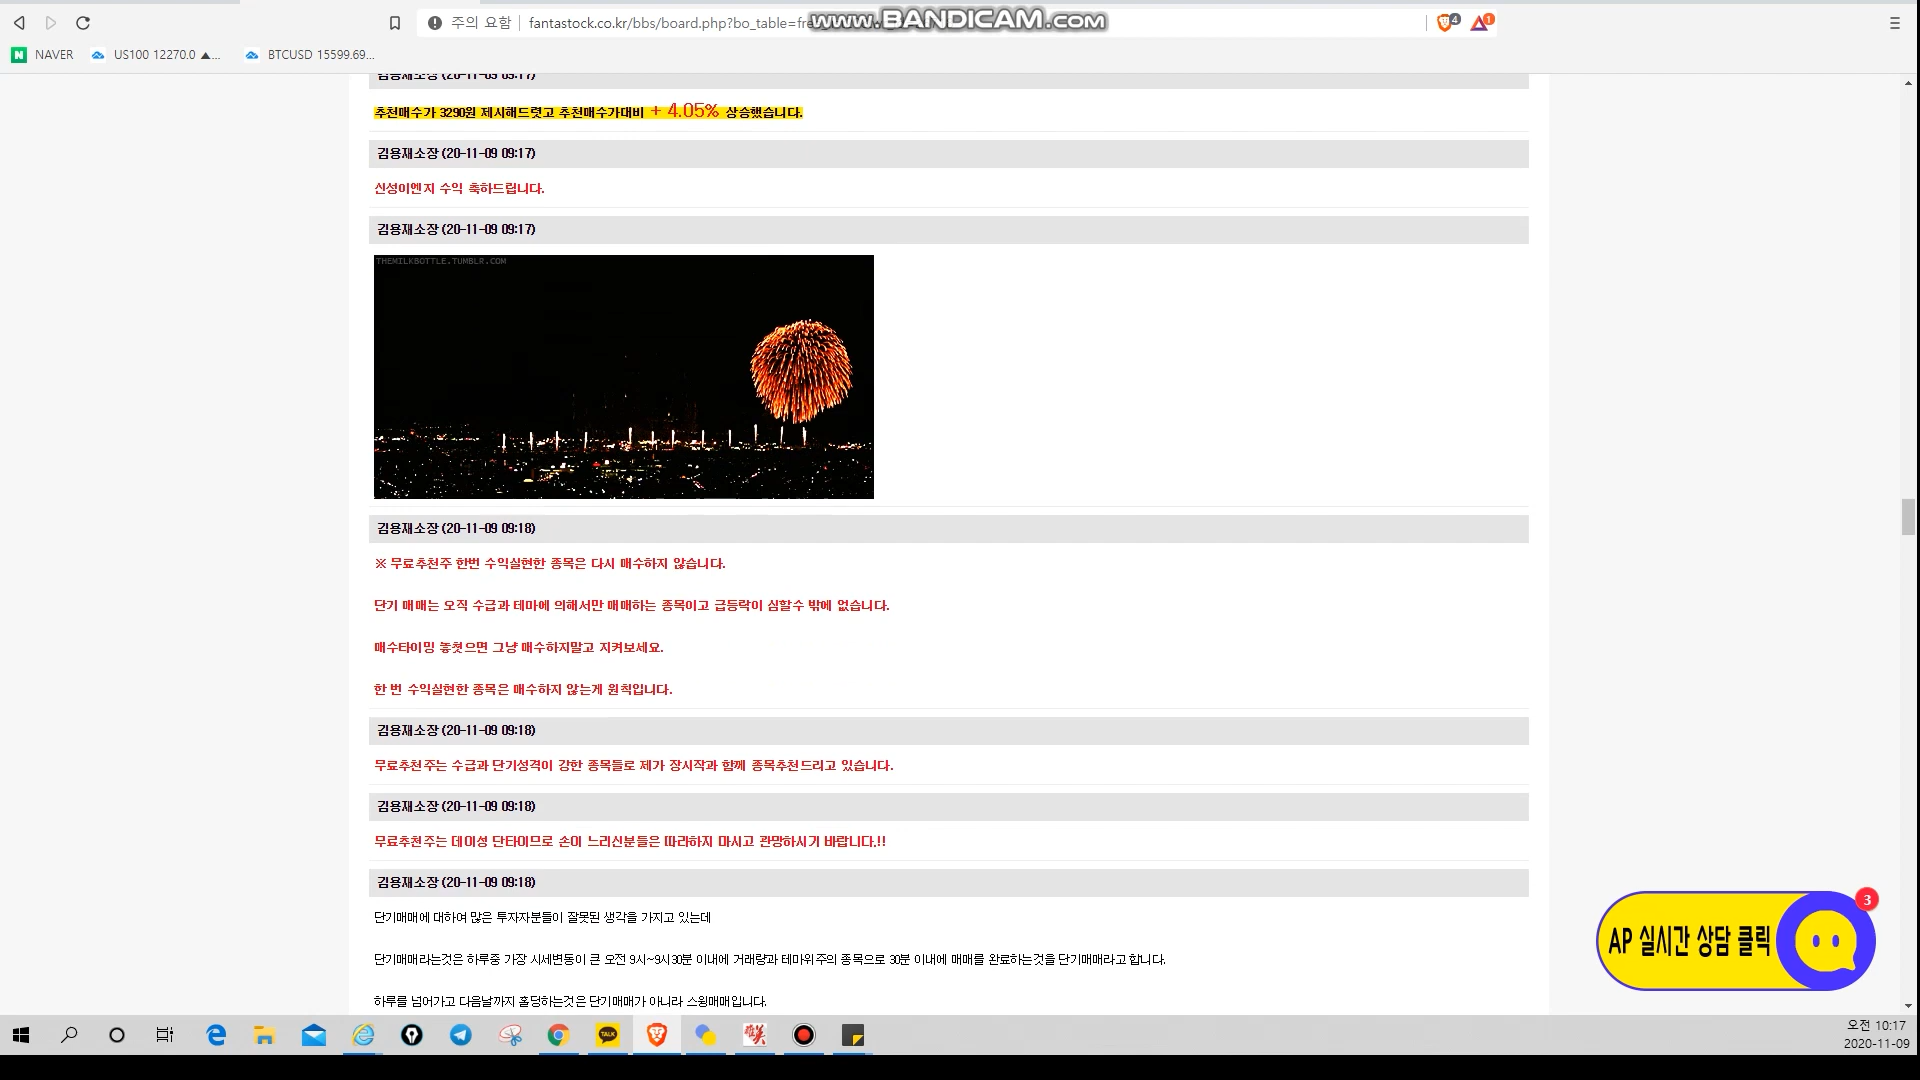 주의 요함
fantastock.co.kr/bbs/board.php?bo_table=fre
www.BANDICAM.com
4
1
NAVER
US100 12270.0 ▲...
BTCUSD 15599.69...
김용재소장 (20-11-09 09:17)
추천매수가 3290원 제시해드렷고 추천매수가대비 + 4.05% 상승했습니다.
김용재소장 (20-11-09 09:17)
신성이엔지 수익 축하드립니다.
김용재소장 (20-11-09 09:17)
THEMILKBOTTLE.TUMBLR.COM
김용재소장 (20-11-09 09:18)
※ 무료추천주 한번 수익실현한 종목은 다시 매수하지 않습니다.
단기 매매는 오직 수급과 테마에 의해서만 매매하는 종목이고 급등락이 심할수 밖에 없습니다.
매수타이밍 놓쳣으면 그냥 매수하지말고 지켜보세요.
한 번 수익실현한 종목은 매수하지 않는게 원칙입니다.
김용재소장 (20-11-09 09:18)
무료추천주는 수급과 단기성격이 강한 종목들로 제가 장시작과 함께 종목추천드리고 있습니다.
김용재소장 (20-11-09 09:18)
무료추천주는 데이성 단타이므로 손이 느리신분들은 따라하지 마시고 관망하시기 바랍니다.!!
김용재소장 (20-11-09 09:18)
단기매매에 대하여 많은 투자자분들이 잘못된 생각을 가지고 있는데
단기매매라는것은 하루중 가장 시세변동이 큰 오전 9시~9시30분 이내에 거래량과 테마위주의 종목으로 30분 이내에 매매를 완료하는것을 단기매매라고 합니다.
하루를 넘어가고 다음날까지 홀딩하는것은 단기매매가 아니라 스윙매매입니다.
AP 실시간 상담 클릭
3
TALK
오전 10:17
2020-11-09